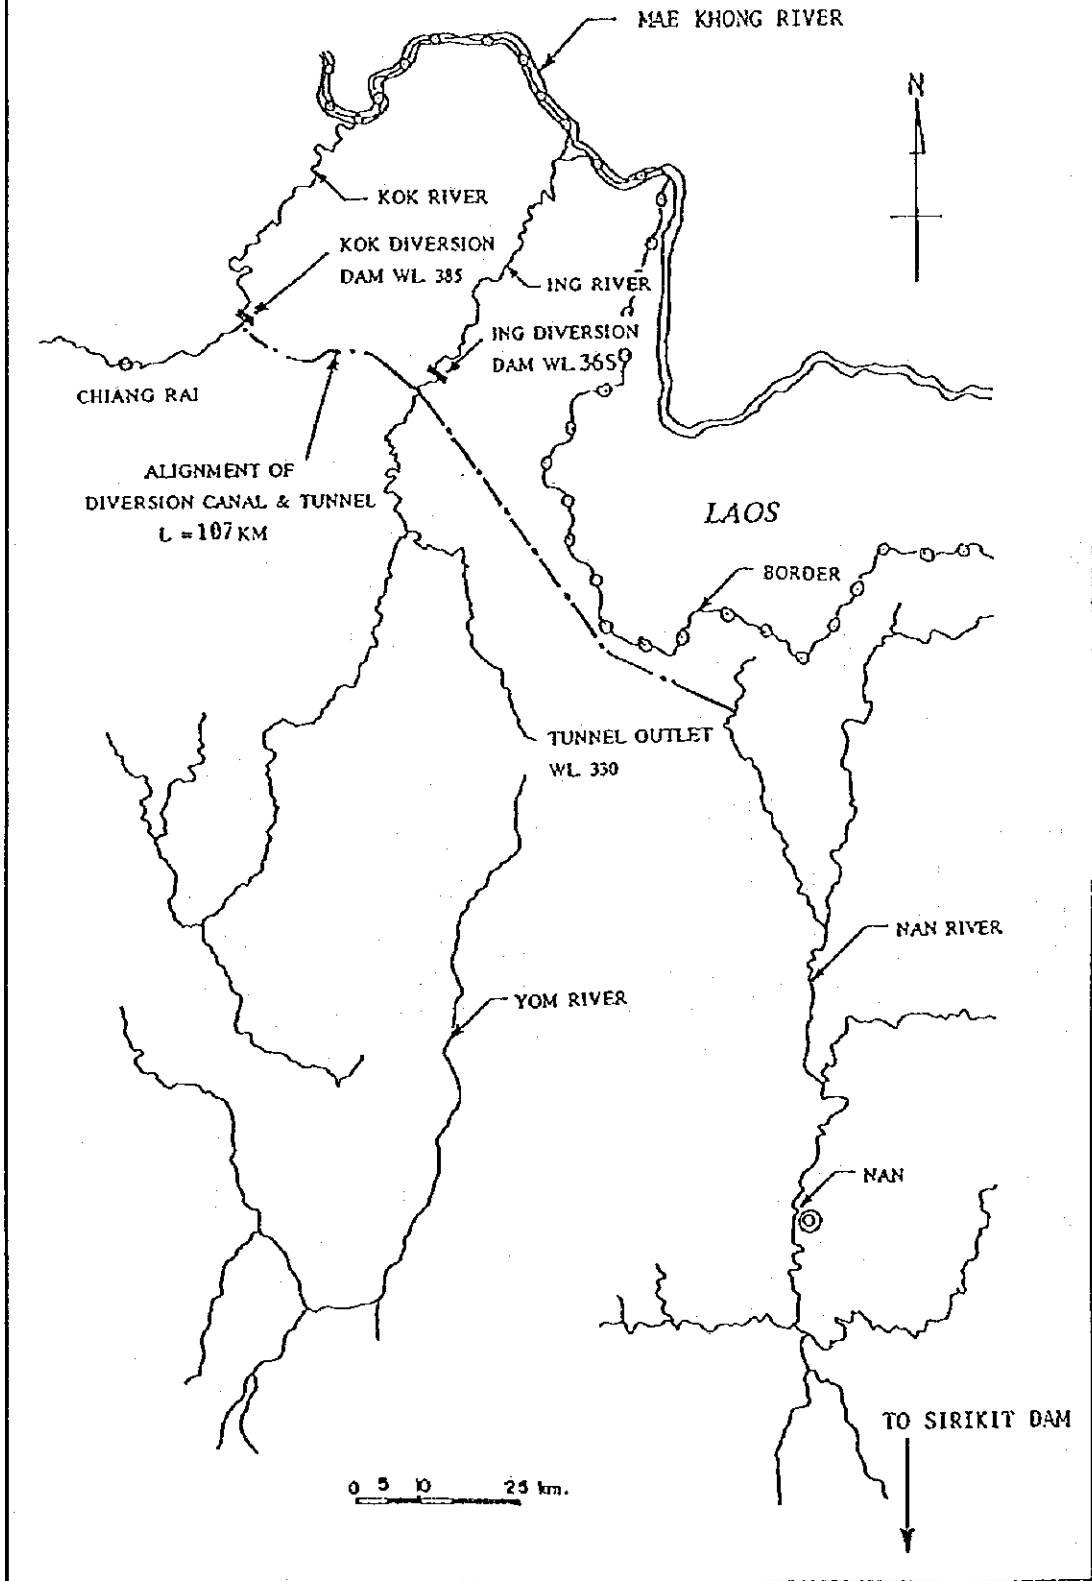 MAE KHONG RIVER
N
KOK RIVER
KOK DIVERSION
DAM WL. 385
ING RIVER
ING DIVERSION
DAM WL. 365
CHIANG RAI
ALIGNMENT OF
DIVERSION CANAL & TUNNEL
L = 107 KM
LAOS
BORDER
TUNNEL OUTLET
WL. 330
NAN RIVER
YOM RIVER
NAN
TO SIRIKIT DAM
0 5 10 25 km.